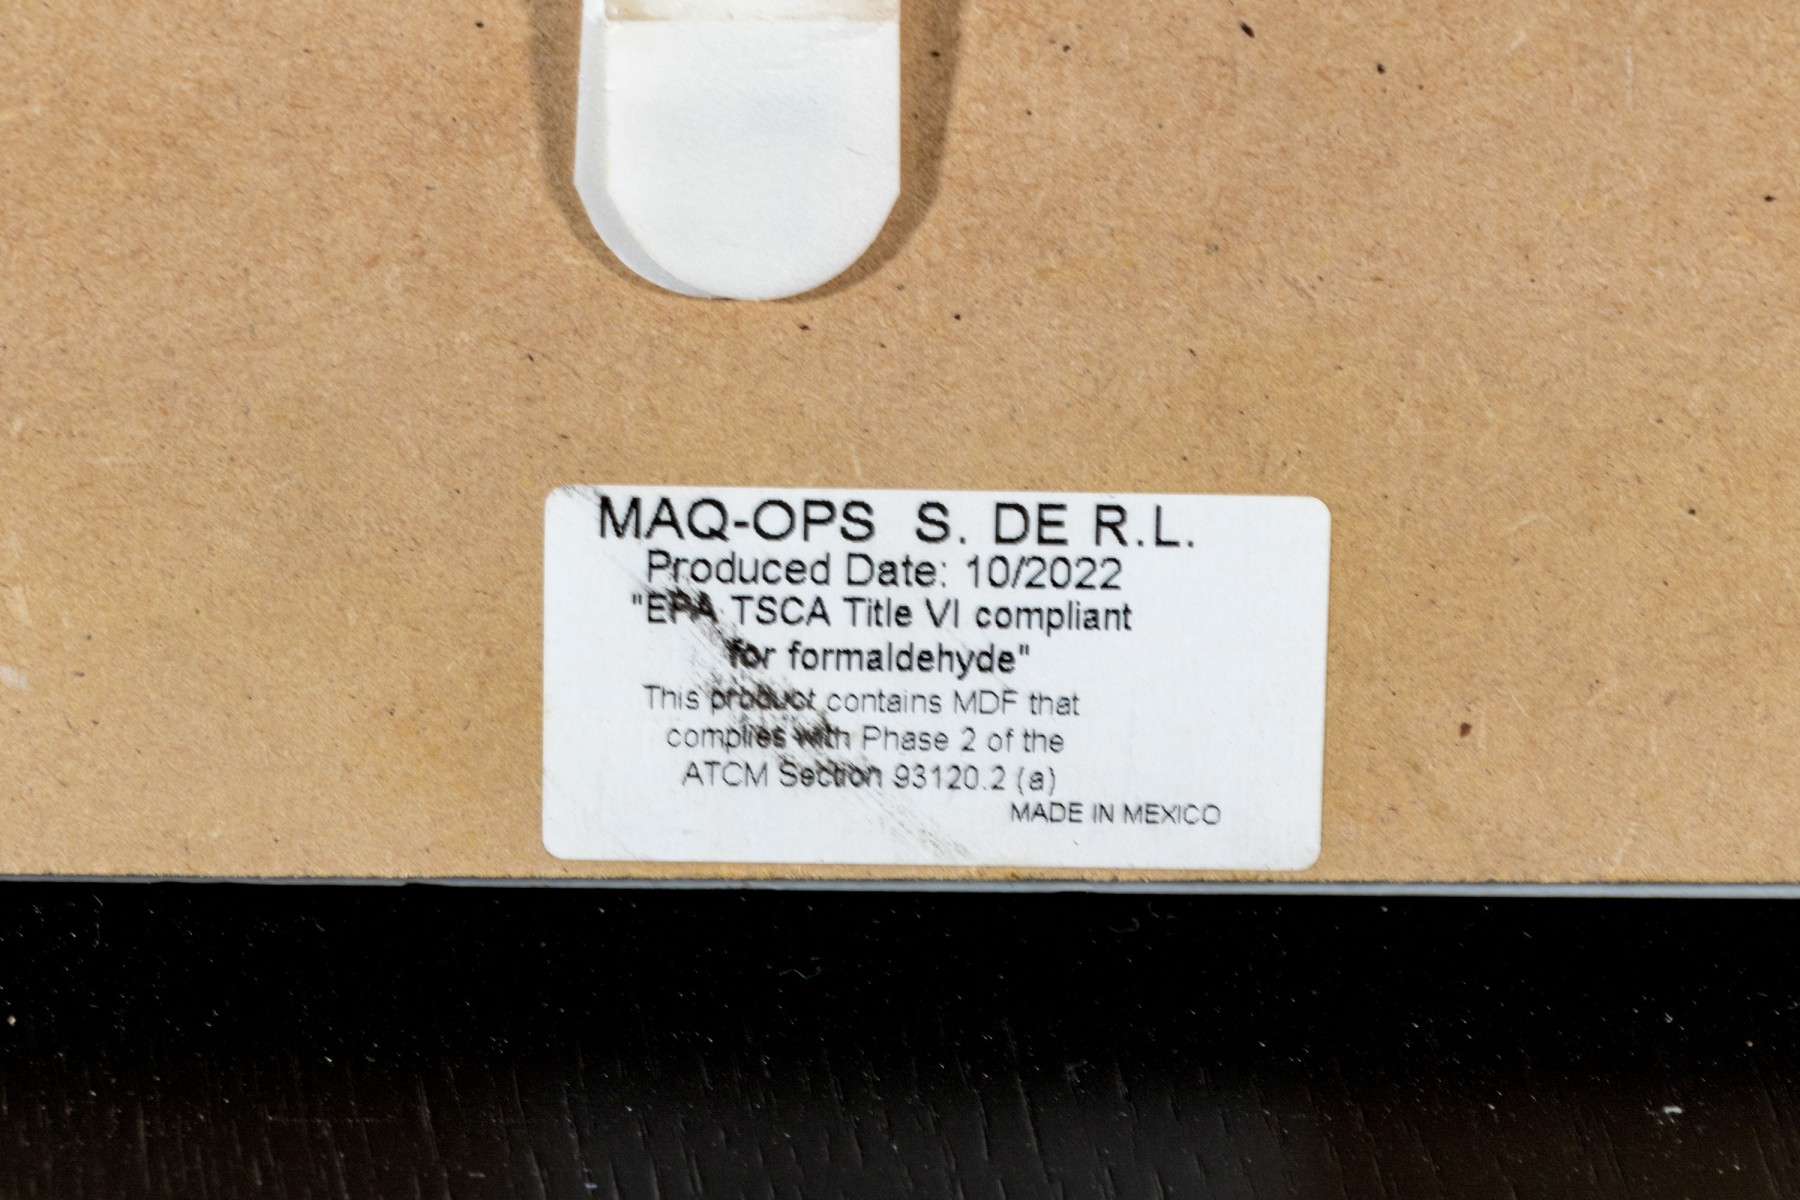 MAQ-OPS S. DE R.L.
Produced Date: 10/2022
"EPA TSCA Title VI compliant
for formaldehyde"
This product contains MDF that
complies with Phase 2 of the
ATCM Section 93120.2 (a)
MADE IN MEXICO